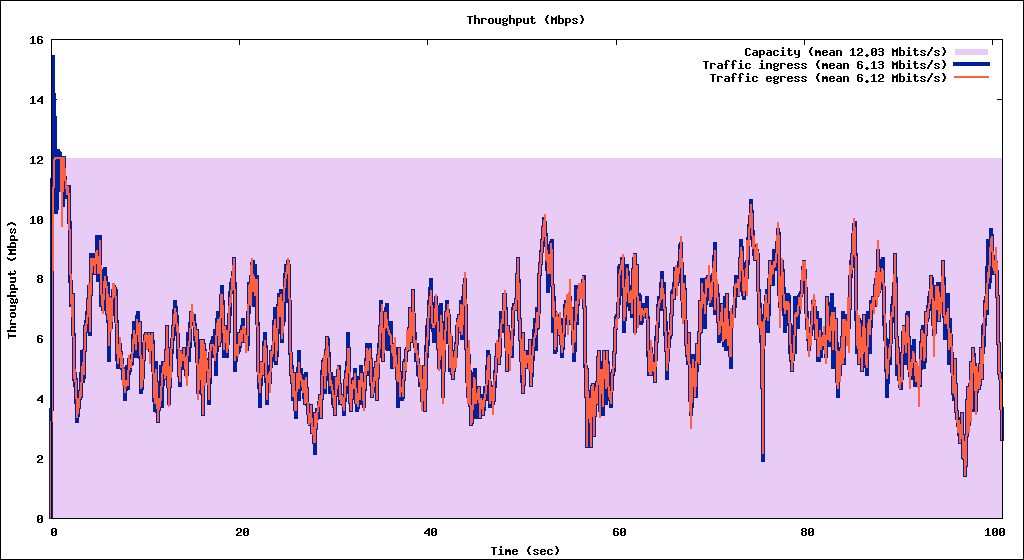 Throughput (Mbps)
16
Capacity (mean 12.03 Mbits/s)
Traffic ingress (mean 6.13 Mbits/s)
Traffic egress (mean 6.12 Mbits/s)
14
12
10
Throughput (Mbps)
8
6
4
2
0
0 20 40 60 80 100
Time (sec)